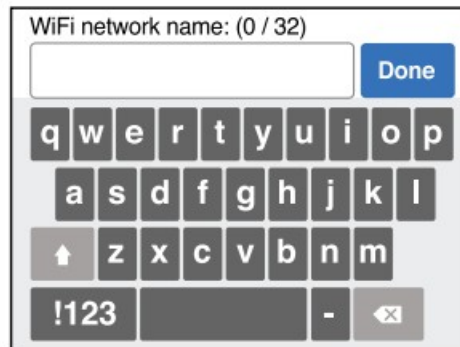 WiFi network name: (0 / 32)
Done
q w e r t y u i o p
a s d f g h j k l
z x c v b n m
!123 -